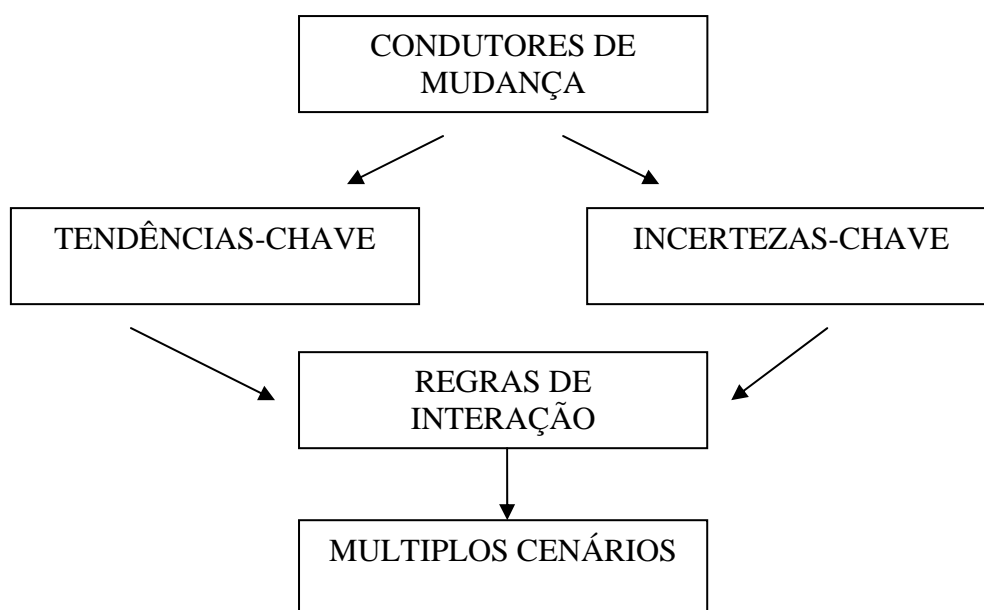 CONDUTORES DE
MUDANÇA
TENDÊNCIAS-CHAVE
INCERTEZAS-CHAVE
REGRAS DE
INTERAÇÃO
MULTIPLOS CENÁRIOS